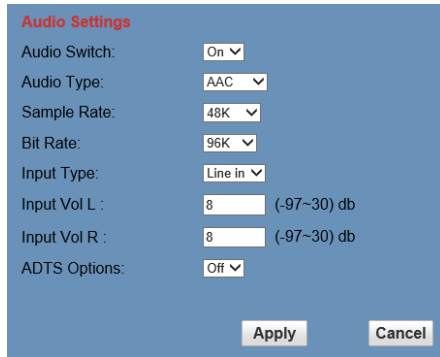 Audio Settings
Audio Switch: On
Audio Type: AAC
Sample Rate: 48K
Bit Rate: 96K
Input Type: Line in
Input Vol L : 8 (-97~30) db
Input Vol R : 8 (-97~30) db
ADTS Options: Off
Apply Cancel